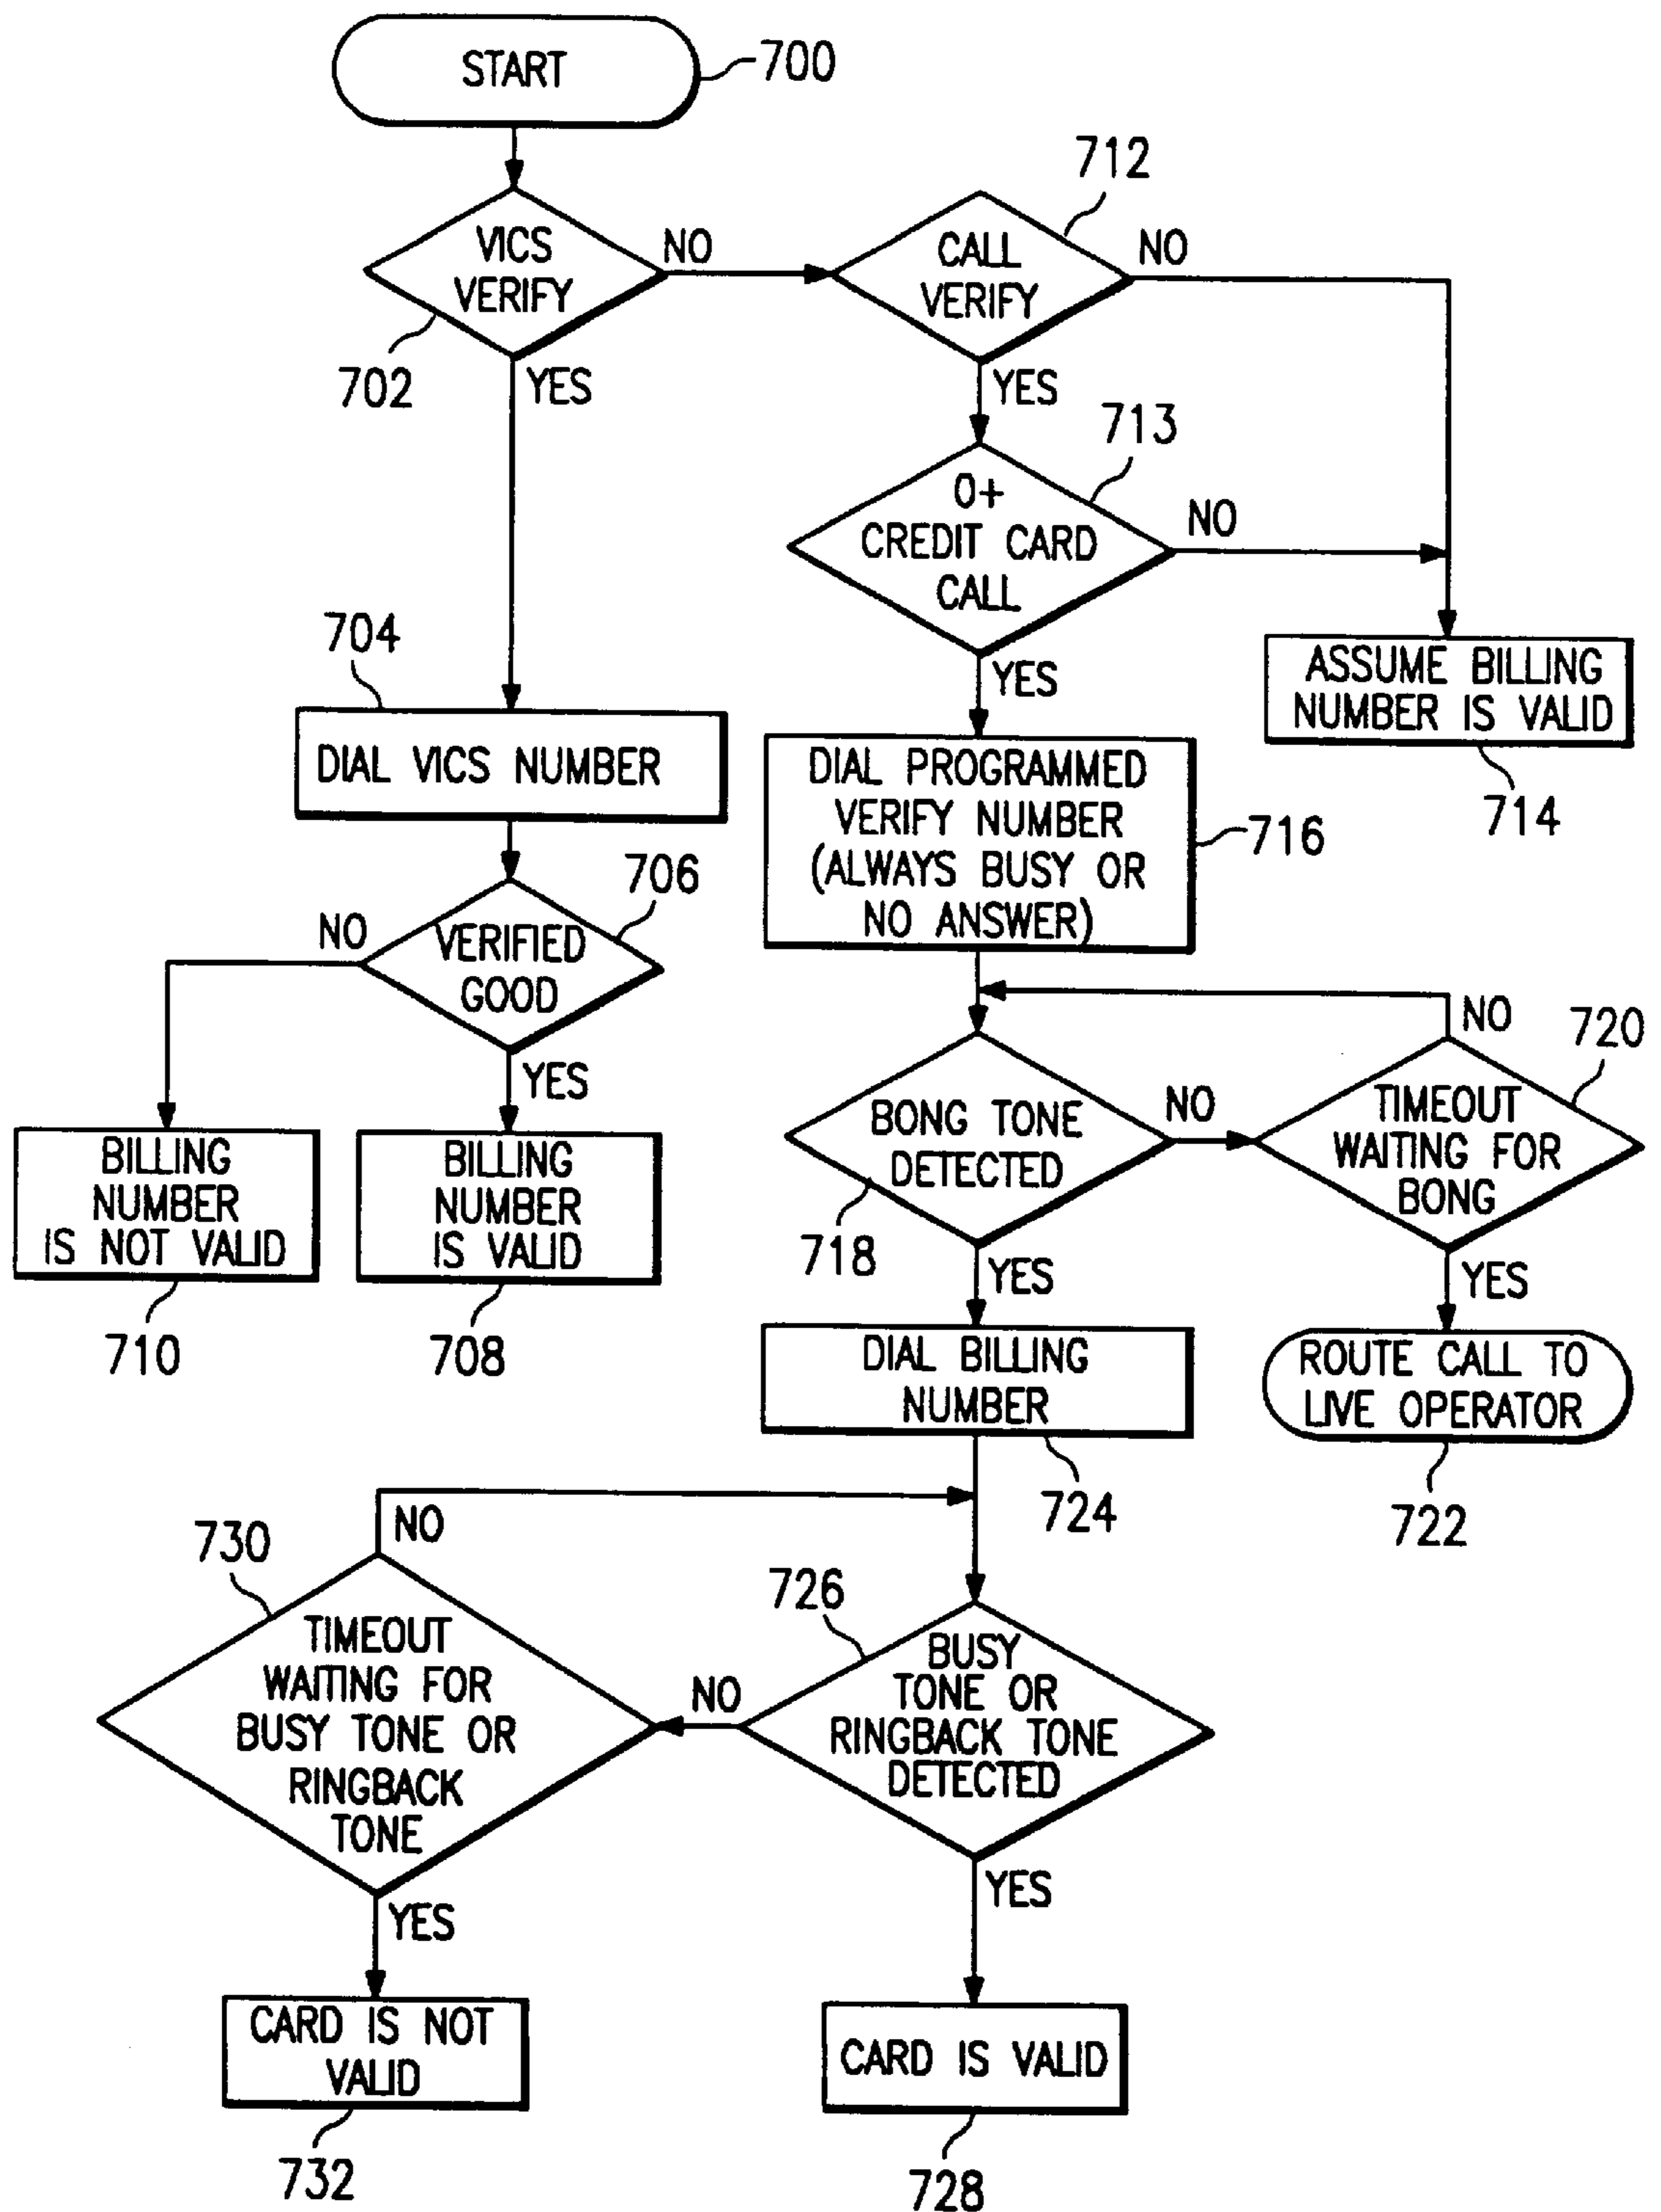 START
700
712
VICS
VERIFY
NO
CALL
VERIFY
NO
702
YES
YES
713
0+
CREDIT CARD
CALL
NO
704
YES
ASSUME BILLING
NUMBER IS VALID
714
DIAL VICS NUMBER
DIAL PROGRAMMED
VERIFY NUMBER
(ALWAYS BUSY OR
NO ANSWER)
716
706
NO
VERIFIED
GOOD
YES
NO
720
BONG TONE
DETECTED
NO
TIMEOUT
WAITING FOR
BONG
718
YES
YES
BILLING
NUMBER
IS NOT VALID
BILLING
NUMBER
IS VALID
710
708
DIAL BILLING
NUMBER
ROUTE CALL TO
LIVE OPERATOR
724
722
730
NO
726
TIMEOUT
WAITING FOR
BUSY TONE OR
RINGBACK
TONE
NO
BUSY
TONE OR
RINGBACK TONE
DETECTED
YES
YES
CARD IS NOT
VALID
CARD IS VALID
732
728